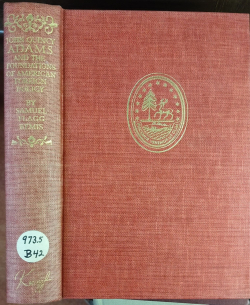 JOHN QUINCY
ADAMS
AND THE
FOUNDATIONS
OF AMERICAN
FOREIGN
POLICY
BY
SAMUEL
FLAGG
BEMIS
973.5
B42